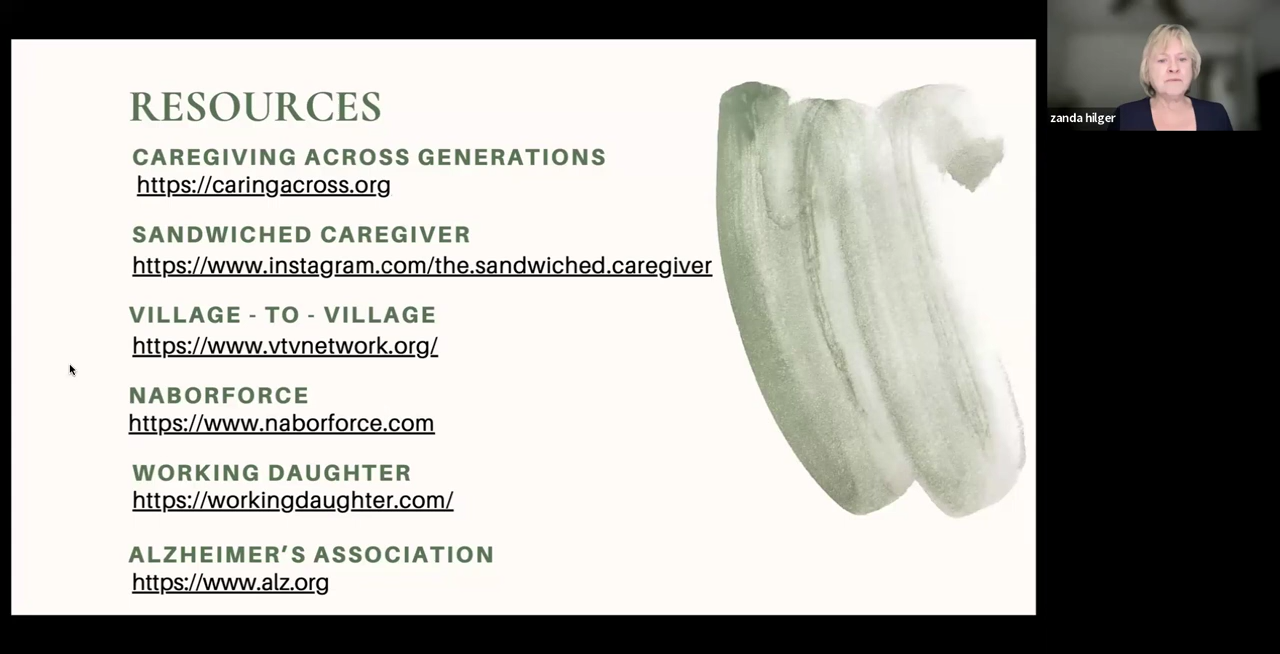 RESOURCES
CAREGIVING ACROSS GENERATIONS
https://caringacross.org
SANDWICHED CAREGIVER
https://www.instagram.com/the.sandwiched.caregiver
VILLAGE - TO - VILLAGE
https://www.vtvnetwork.org/
NABORFORCE
https://www.naborforce.com
WORKING DAUGHTER
https://workingdaughter.com/
ALZHEIMER’S ASSOCIATION
https://www.alz.org
zanda hilger